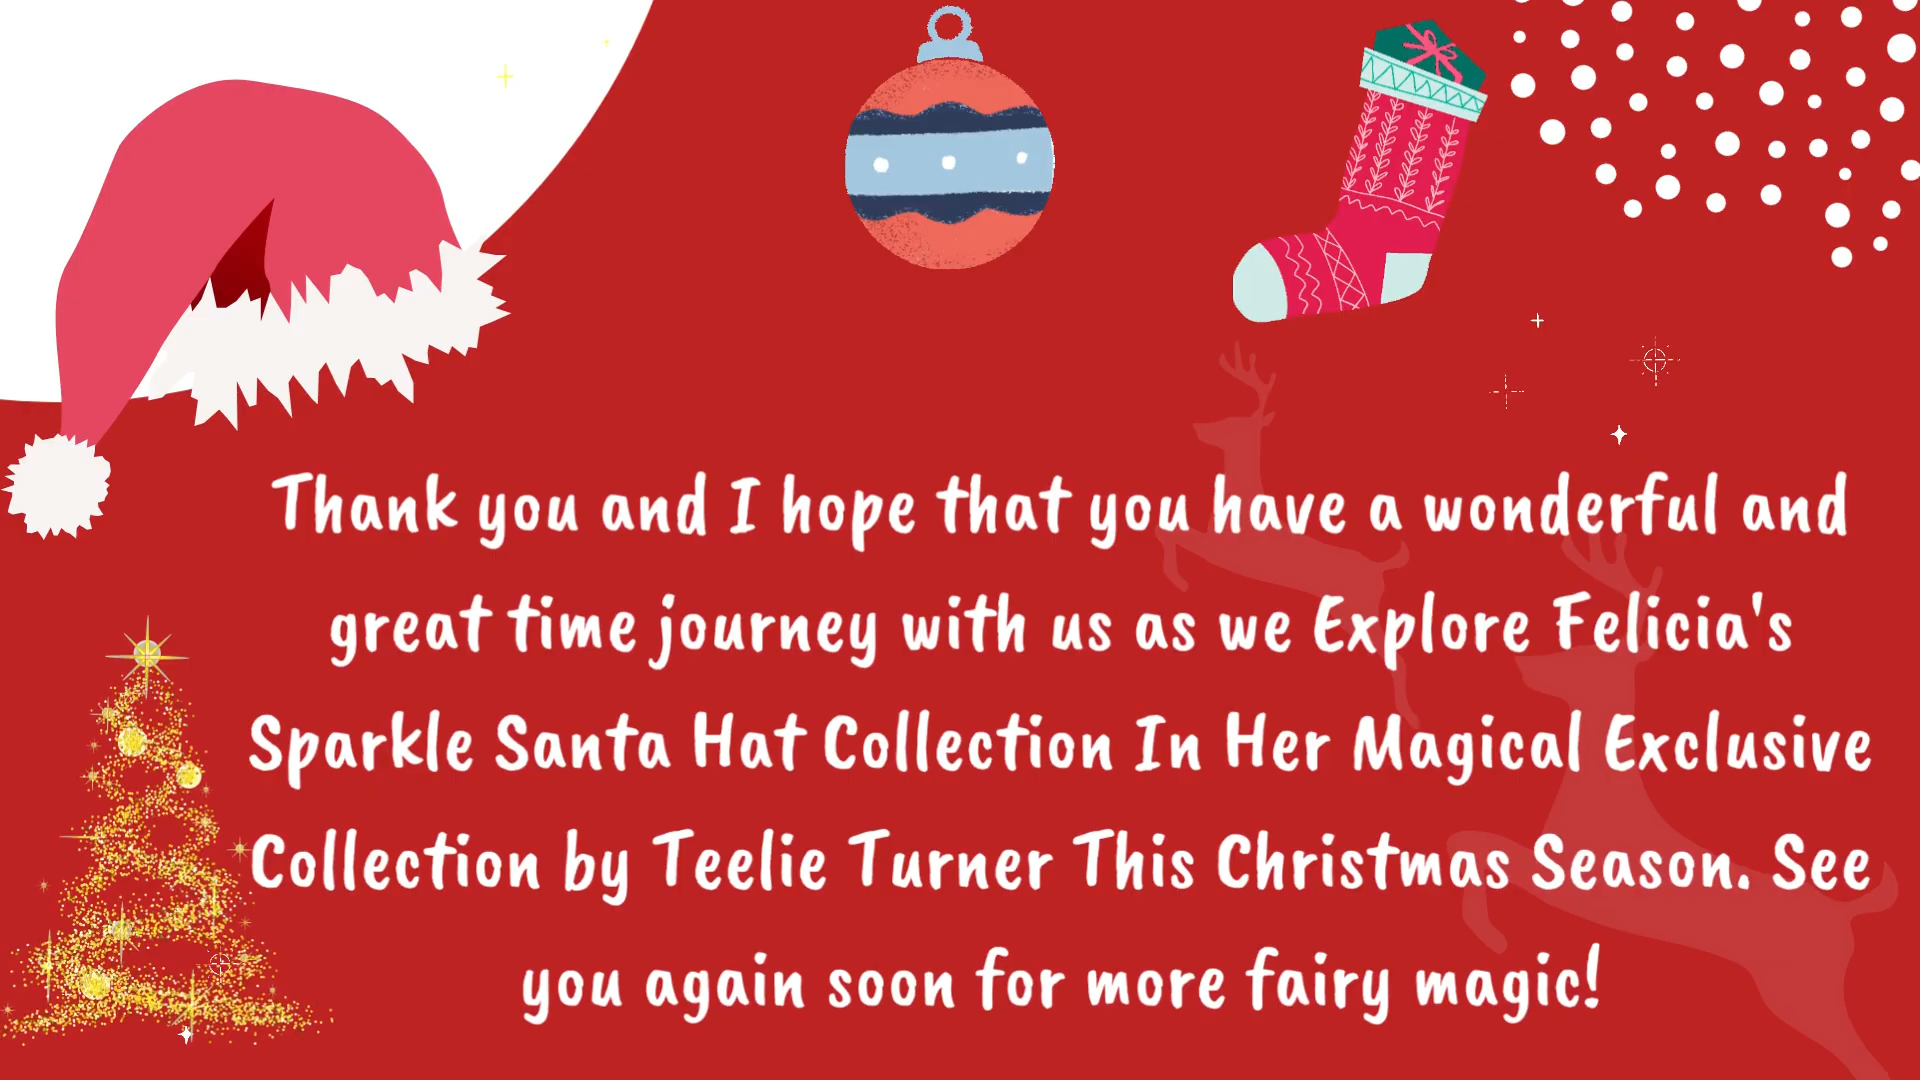 Thank you and I hope that you have a wonderful and
great time journey with us as we Explore Felicia's
Sparkle Santa Hat Collection In Her Magical Exclusive
Collection by Teelie Turner This Christmas Season. See
you again soon for more fairy magic!